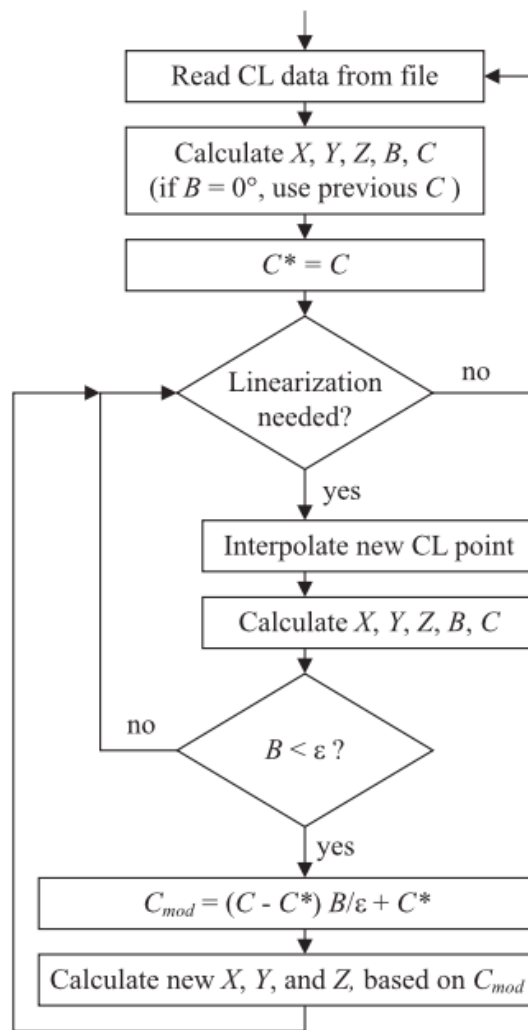 Read CL data from file
Calculate X, Y, Z, B, C
(if B = 0°, use previous C )
C* = C
Linearization
needed?
no
yes
Interpolate new CL point
Calculate X, Y, Z, B, C
no
B < ε ?
yes
C_mod = (C - C*) B/ε + C*
Calculate new X, Y, and Z, based on C_mod